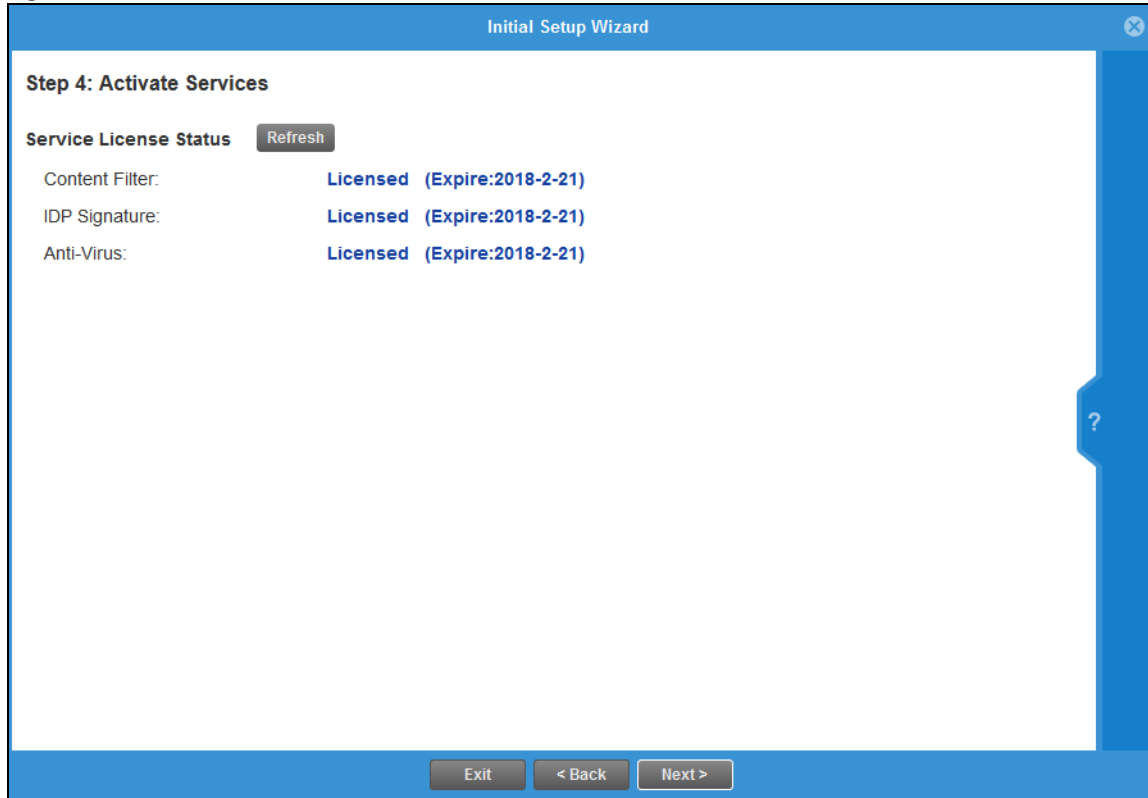 Initial Setup Wizard
Step 4: Activate Services
Service License Status Refresh
Content Filter: Licensed (Expire:2018-2-21)
IDP Signature: Licensed (Expire:2018-2-21)
Anti-Virus: Licensed (Expire:2018-2-21)
?
Exit < Back Next >